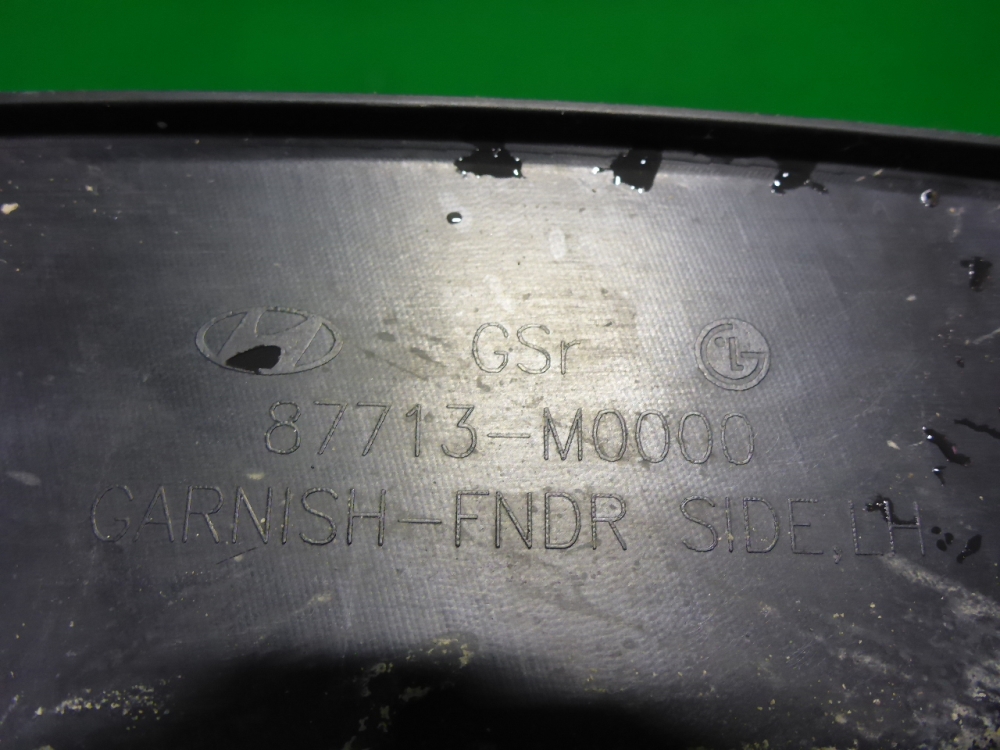 GSr
87713-M0000
GARNISH-FNDR SIDE,LH